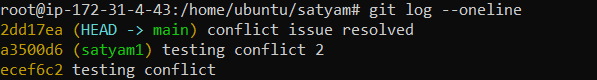 root@ip-172-31-4-43:/home/ubuntu/satyam# git log --oneline
2dd17ea (HEAD -> main) conflict issue resolved
a3500d6 (satyam1) testing conflict 2
ecef6c2 testing conflict